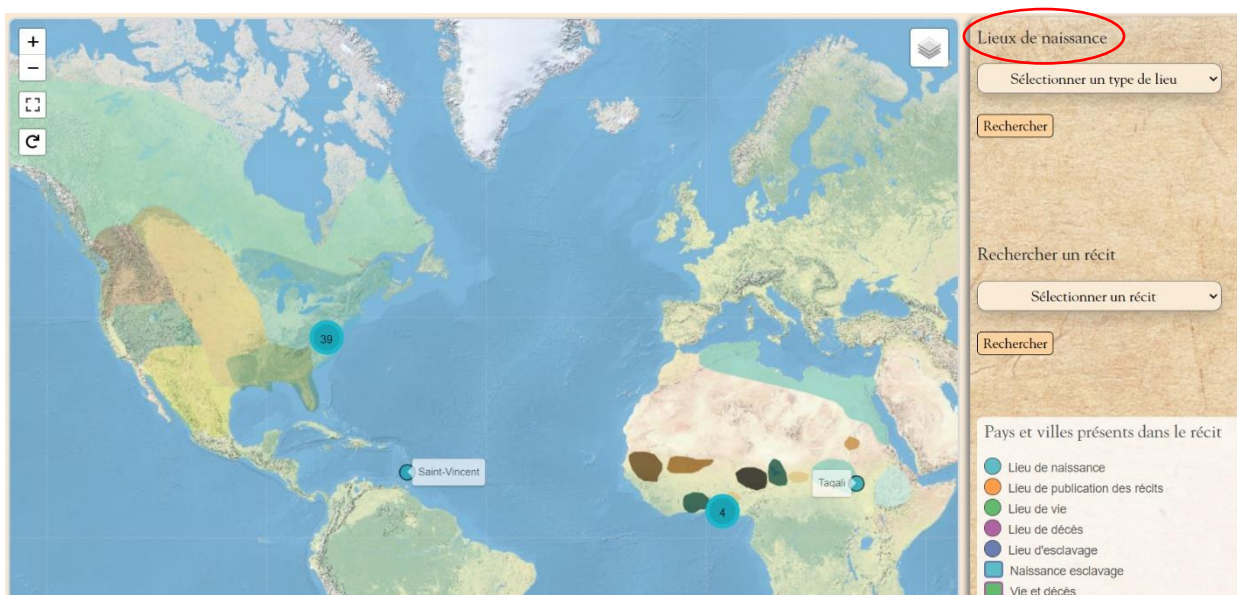 +
−
39
Saint-Vincent
Taqali
4
Lieux de naissance
Sélectionner un type de lieu
Rechercher
Rechercher un récit
Sélectionner un récit
Rechercher
Pays et villes présents dans le récit
Lieu de naissance
Lieu de publication des récits
Lieu de vie
Lieu de décès
Lieu d'esclavage
Naissance esclavage
Vie et décès